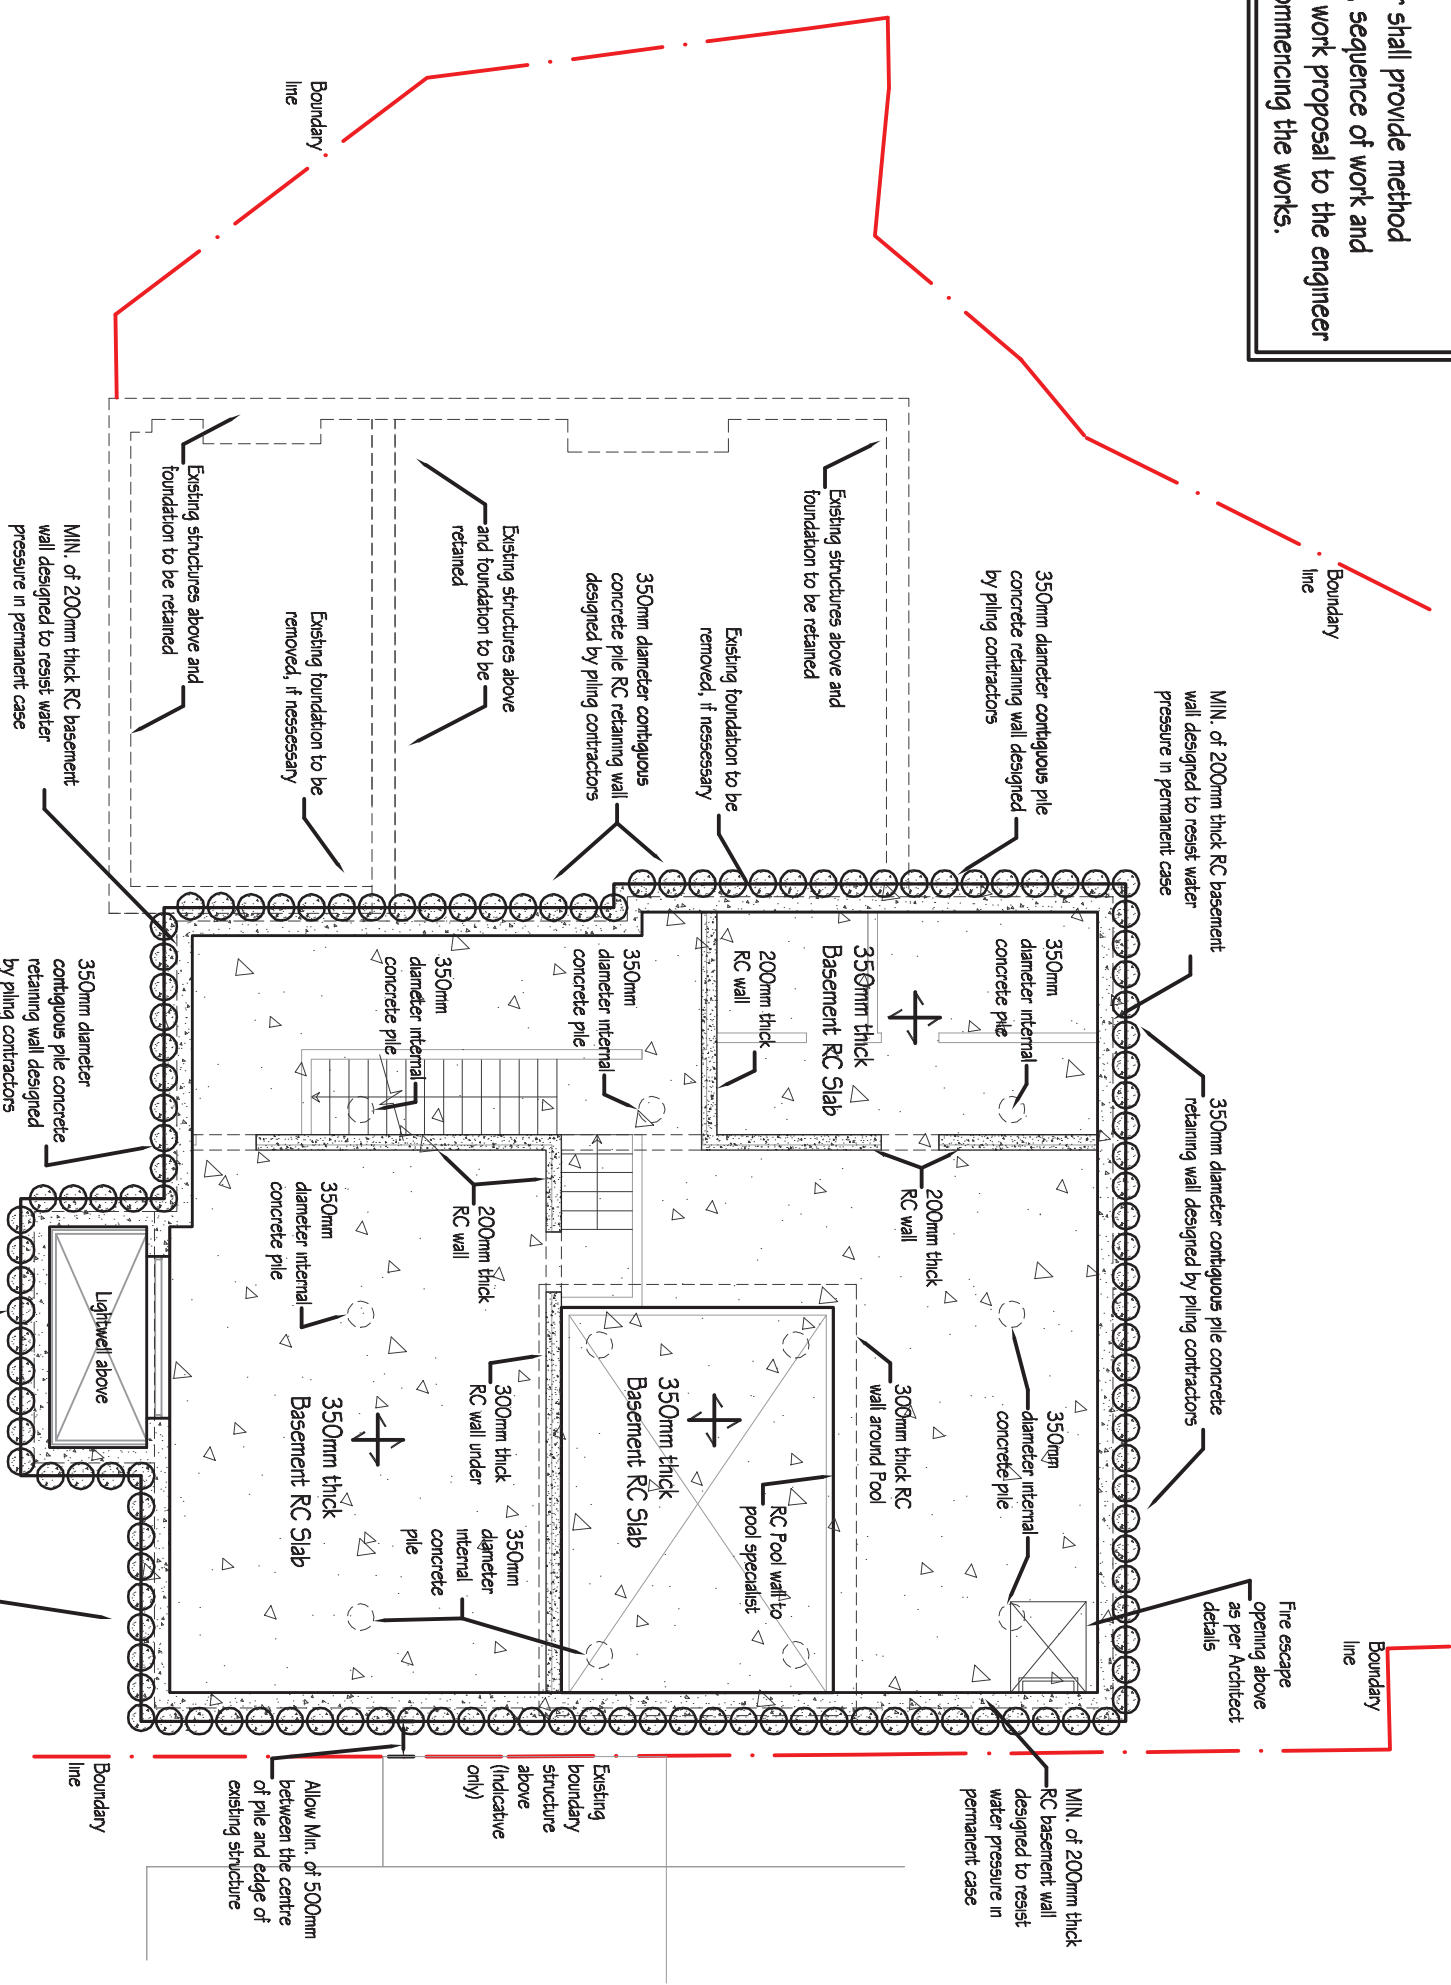 r shall provide method
, sequence of work and
work proposal to the engineer
ommencing the works.
Boundary
line
Boundary
line
MIN. of 200mm thick RC basement
wall designed to resist water
pressure in permanent case
350mm diameter contiguous pile concrete
retaining wall designed by piling contractors
Fire escape
opening above
as per Architect
details
Boundary
line
350mm diameter contiguous pile
concrete retaining wall designed
by piling contractors
350mm
diameter internal
concrete pile
350mm
diameter internal
concrete pile
MIN. of 200mm thick
RC basement wall
designed to resist
water pressure in
permanent case
Existing structures above and
foundation to be retained
350mm thick
Basement RC Slab
200mm thick
RC wall
200mm thick
RC wall
300mm thick RC
wall around Pool
RC Pool wall to
pool specialist
Existing foundation to be
removed, if nessessary
350mm diameter contiguous
concrete pile RC retaining wall
designed by piling contractors
350mm
diameter internal
concrete pile
350mm thick
Basement RC Slab
Existing
boundary
structure
above
(Indicative
only)
Existing structures above
and foundation to be
retained
350mm
diameter internal
concrete pile
200mm thick
RC wall
300mm thick
RC wall under
350mm
diameter
internal
concrete
pile
Existing foundation to be
removed, if nessessary
350mm
diameter internal
concrete pile
350mm thick
Basement RC Slab
Allow Min. of 500mm
between the centre
of pile and edge of
existing structure
Existing structures above and
foundation to be retained
MIN. of 200mm thick RC basement
wall designed to resist water
pressure in permanent case
350mm diameter
contiguous pile concrete
retaining wall designed
by piling contractors
Lightwell above
Boundary
line